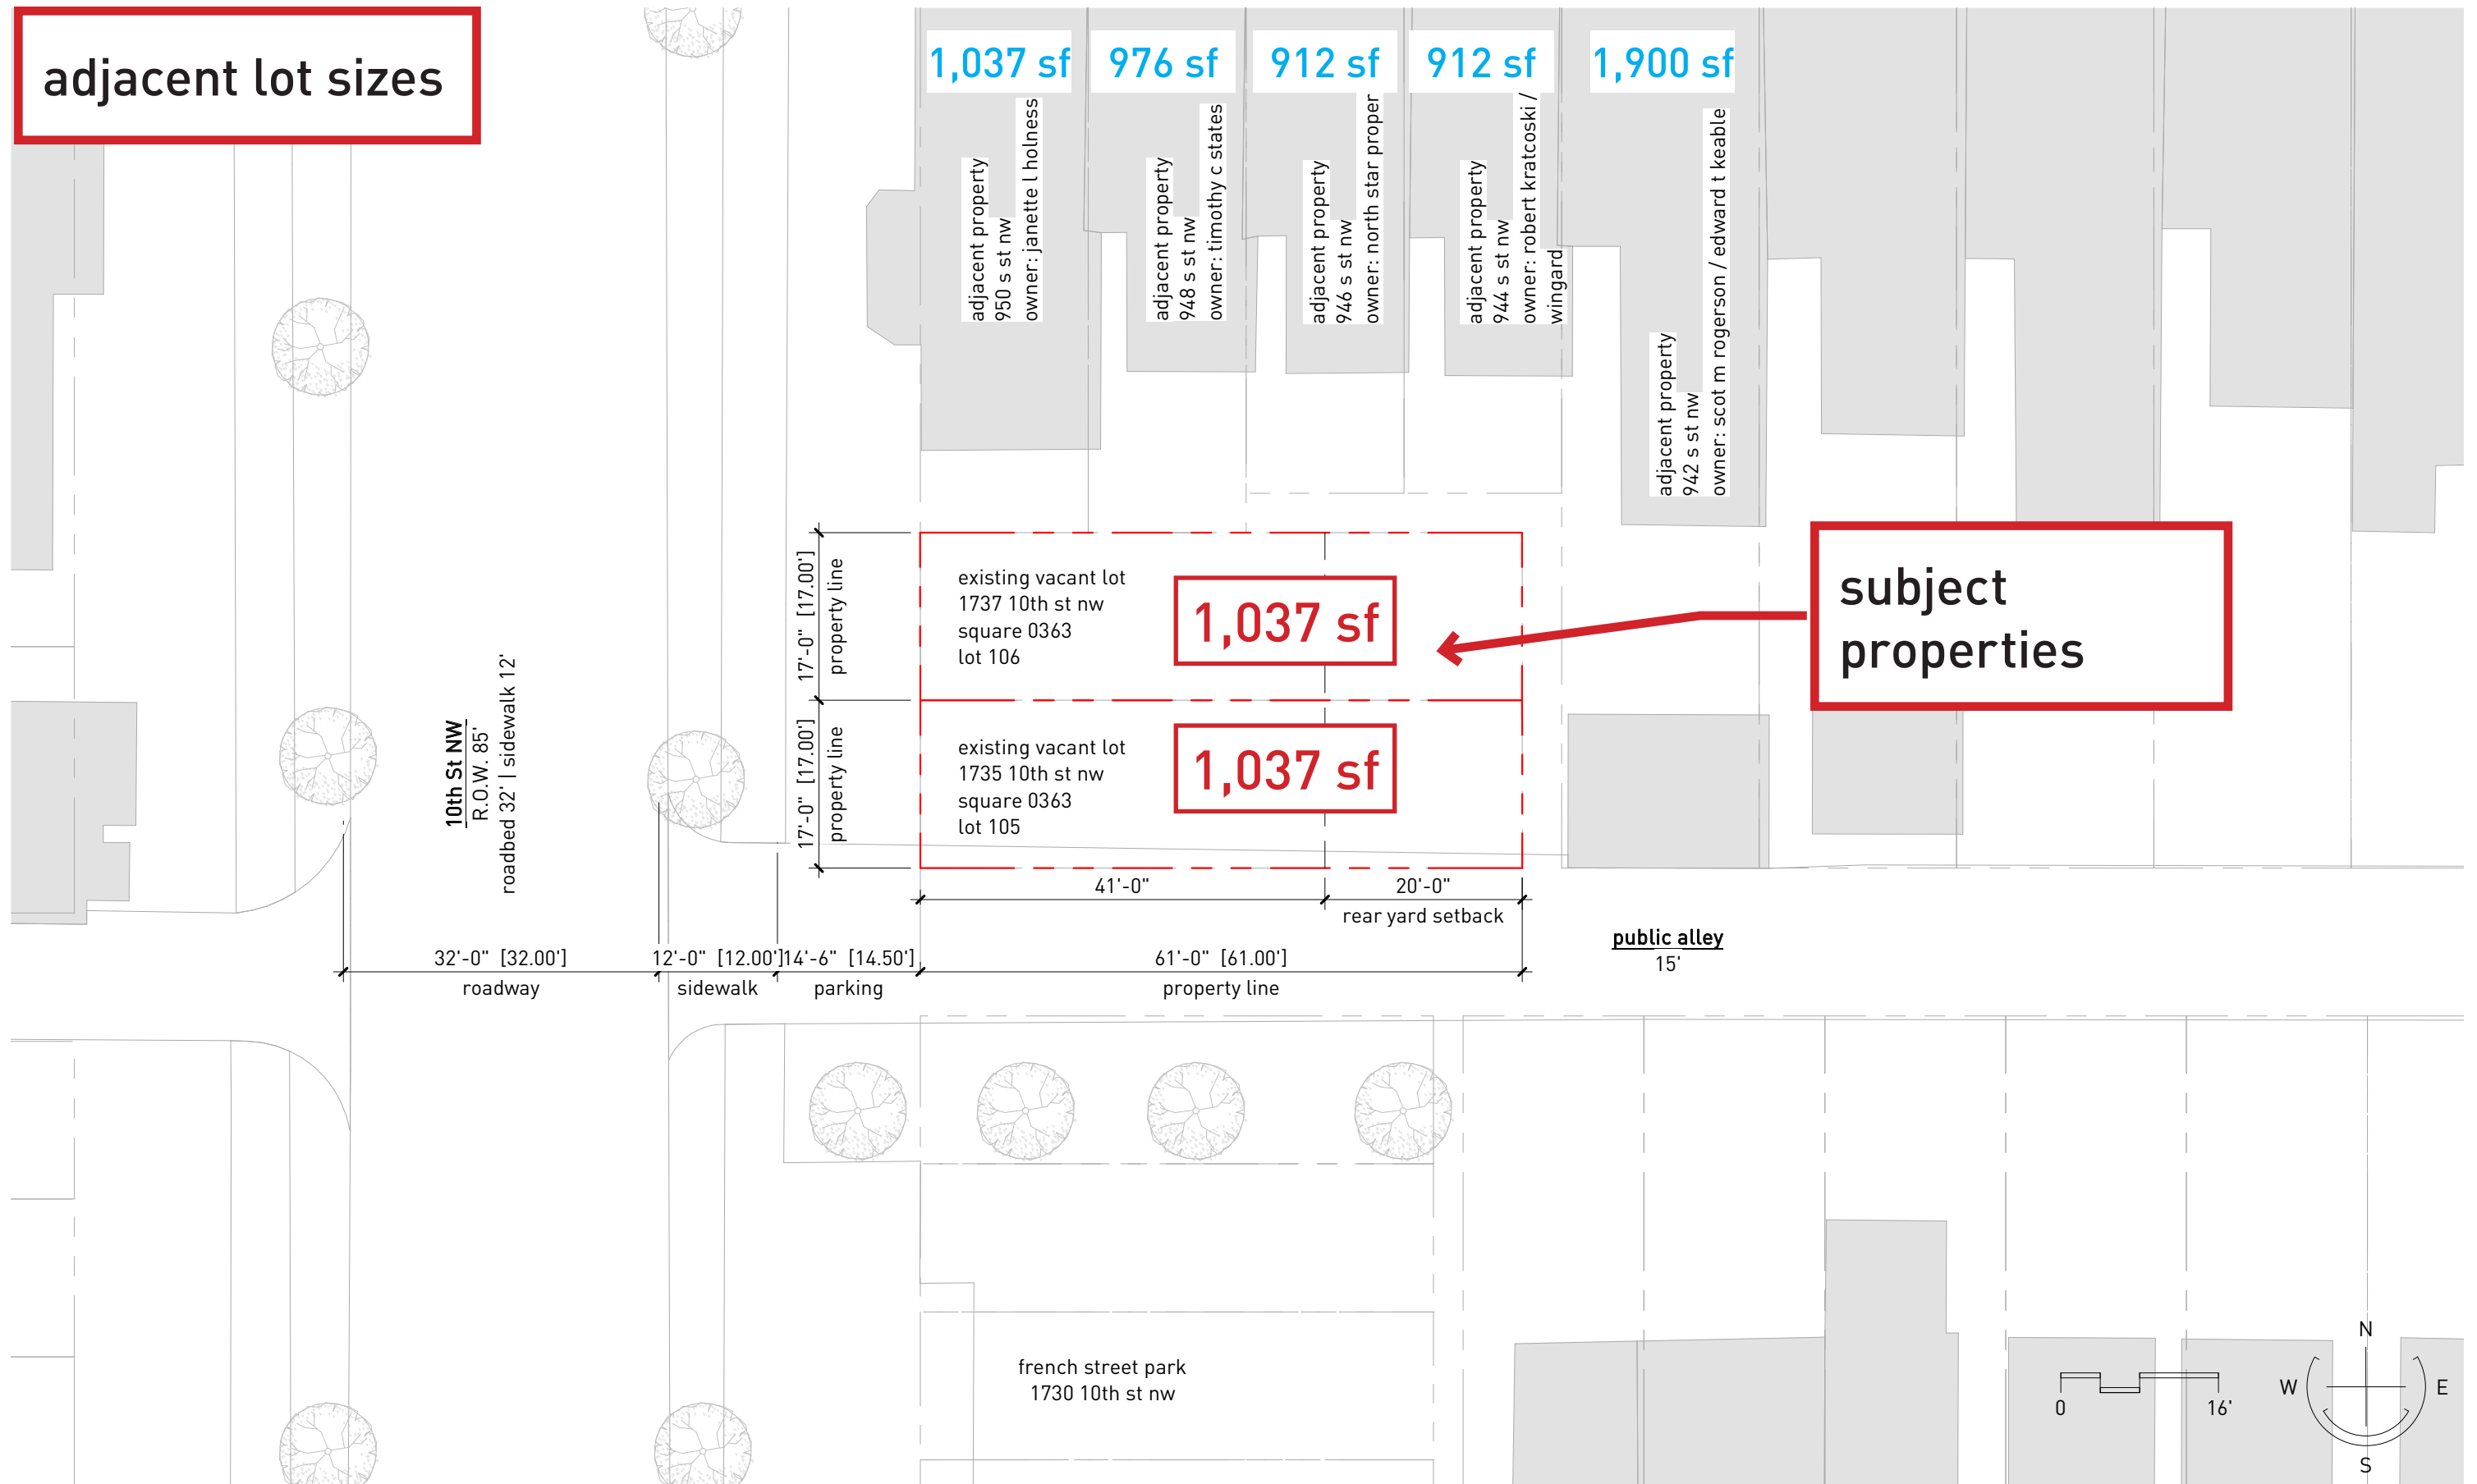 adjacent lot sizes
1,037 sf
976 sf
912 sf
912 sf
1,900 sf
adjacent property
950 s st nw
owner: janette l holness
adjacent property
948 s st nw
owner: timothy c states
adjacent property
946 s st nw
owner: north star proper
adjacent property
944 s st nw
owner: robert kratcoski /
wingard
adjacent property
942 s st nw
owner: scot m rogerson / edward t keable
17'-0" [17.00']
property line
existing vacant lot
1737 10th st nw
square 0363
lot 106
1,037 sf
subject
properties
10th St NW
R.O.W. 85'
roadbed 32' | sidewalk 12'
17'-0" [17.00']
property line
existing vacant lot
1735 10th st nw
square 0363
lot 105
1,037 sf
41'-0"
20'-0"
rear yard setback
public alley
15'
32'-0" [32.00']
roadway
12'-0" [12.00']
sidewalk
14'-6" [14.50']
parking
61'-0" [61.00']
property line
french street park
1730 10th st nw
0
16'
N
W
E
S